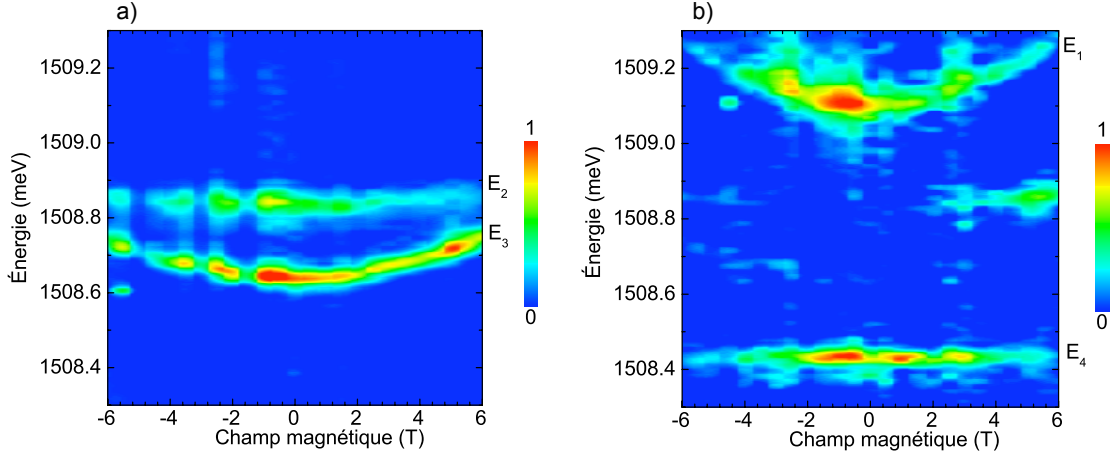 a)
1509.2
1509.0
1508.8
1508.6
1508.4
Énergie (meV)
-6 -4 -2 0 2 4 6
Champ magnétique (T)
E2
E3
1
0
b)
1509.2
1509.0
1508.8
1508.6
1508.4
Énergie (meV)
-6 -4 -2 0 2 4 6
Champ magnétique (T)
E1
E4
1
0